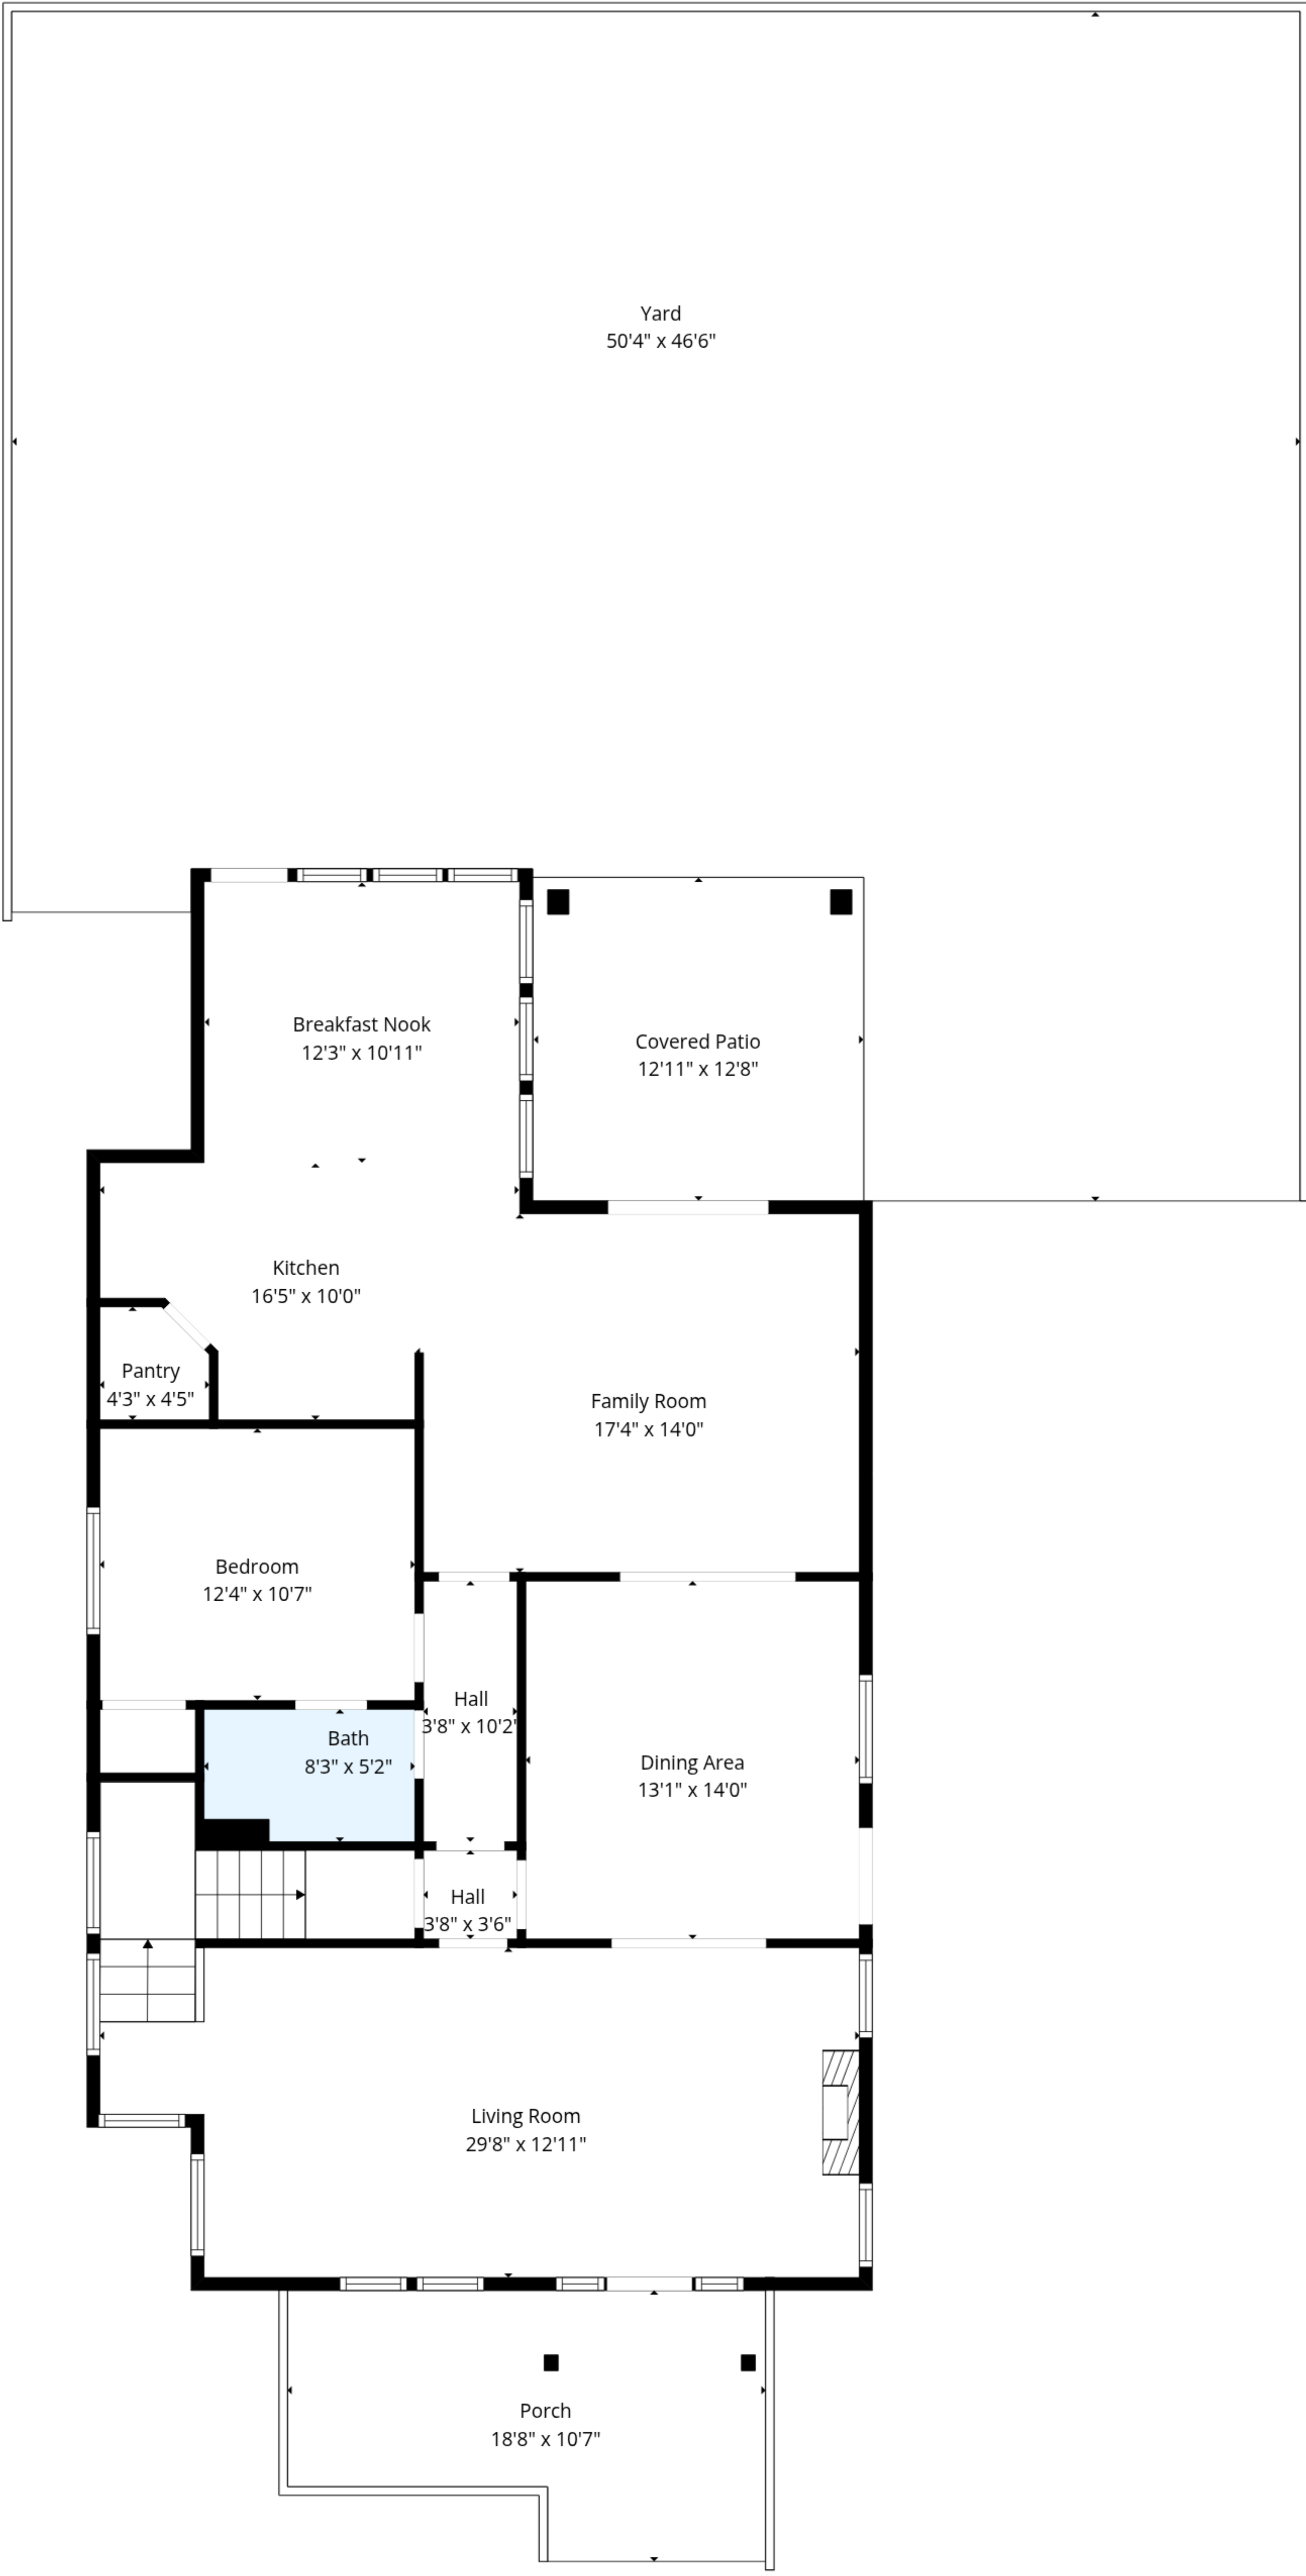 Yard
50'4" x 46'6"
Breakfast Nook
12'3" x 10'11"
Covered Patio
12'11" x 12'8"
Kitchen
16'5" x 10'0"
Pantry
4'3" x 4'5"
Family Room
17'4" x 14'0"
Bedroom
12'4" x 10'7"
Hall
3'8" x 10'2"
Bath
8'3" x 5'2"
Dining Area
13'1" x 14'0"
Hall
3'8" x 3'6"
Living Room
29'8" x 12'11"
Porch
18'8" x 10'7"